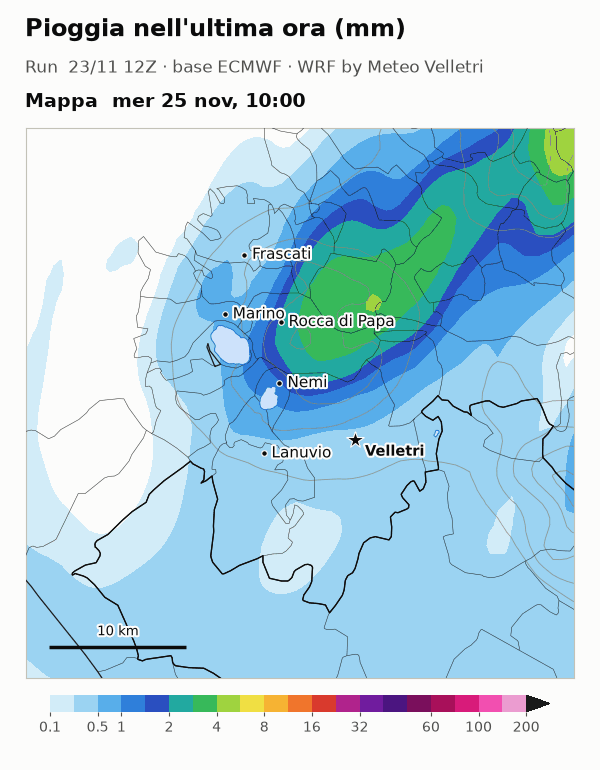 Pioggia nell'ultima ora (mm)
Run  23/11 12Z · base ECMWF · WRF by Meteo Velletri
Mappa  mer 25 nov, 10:00
Frascati
Marino
Rocca di Papa
Nemi
Velletri
Lanuvio
10 km
0.1 0.5 1 2 4 8 16 32 60 100 200